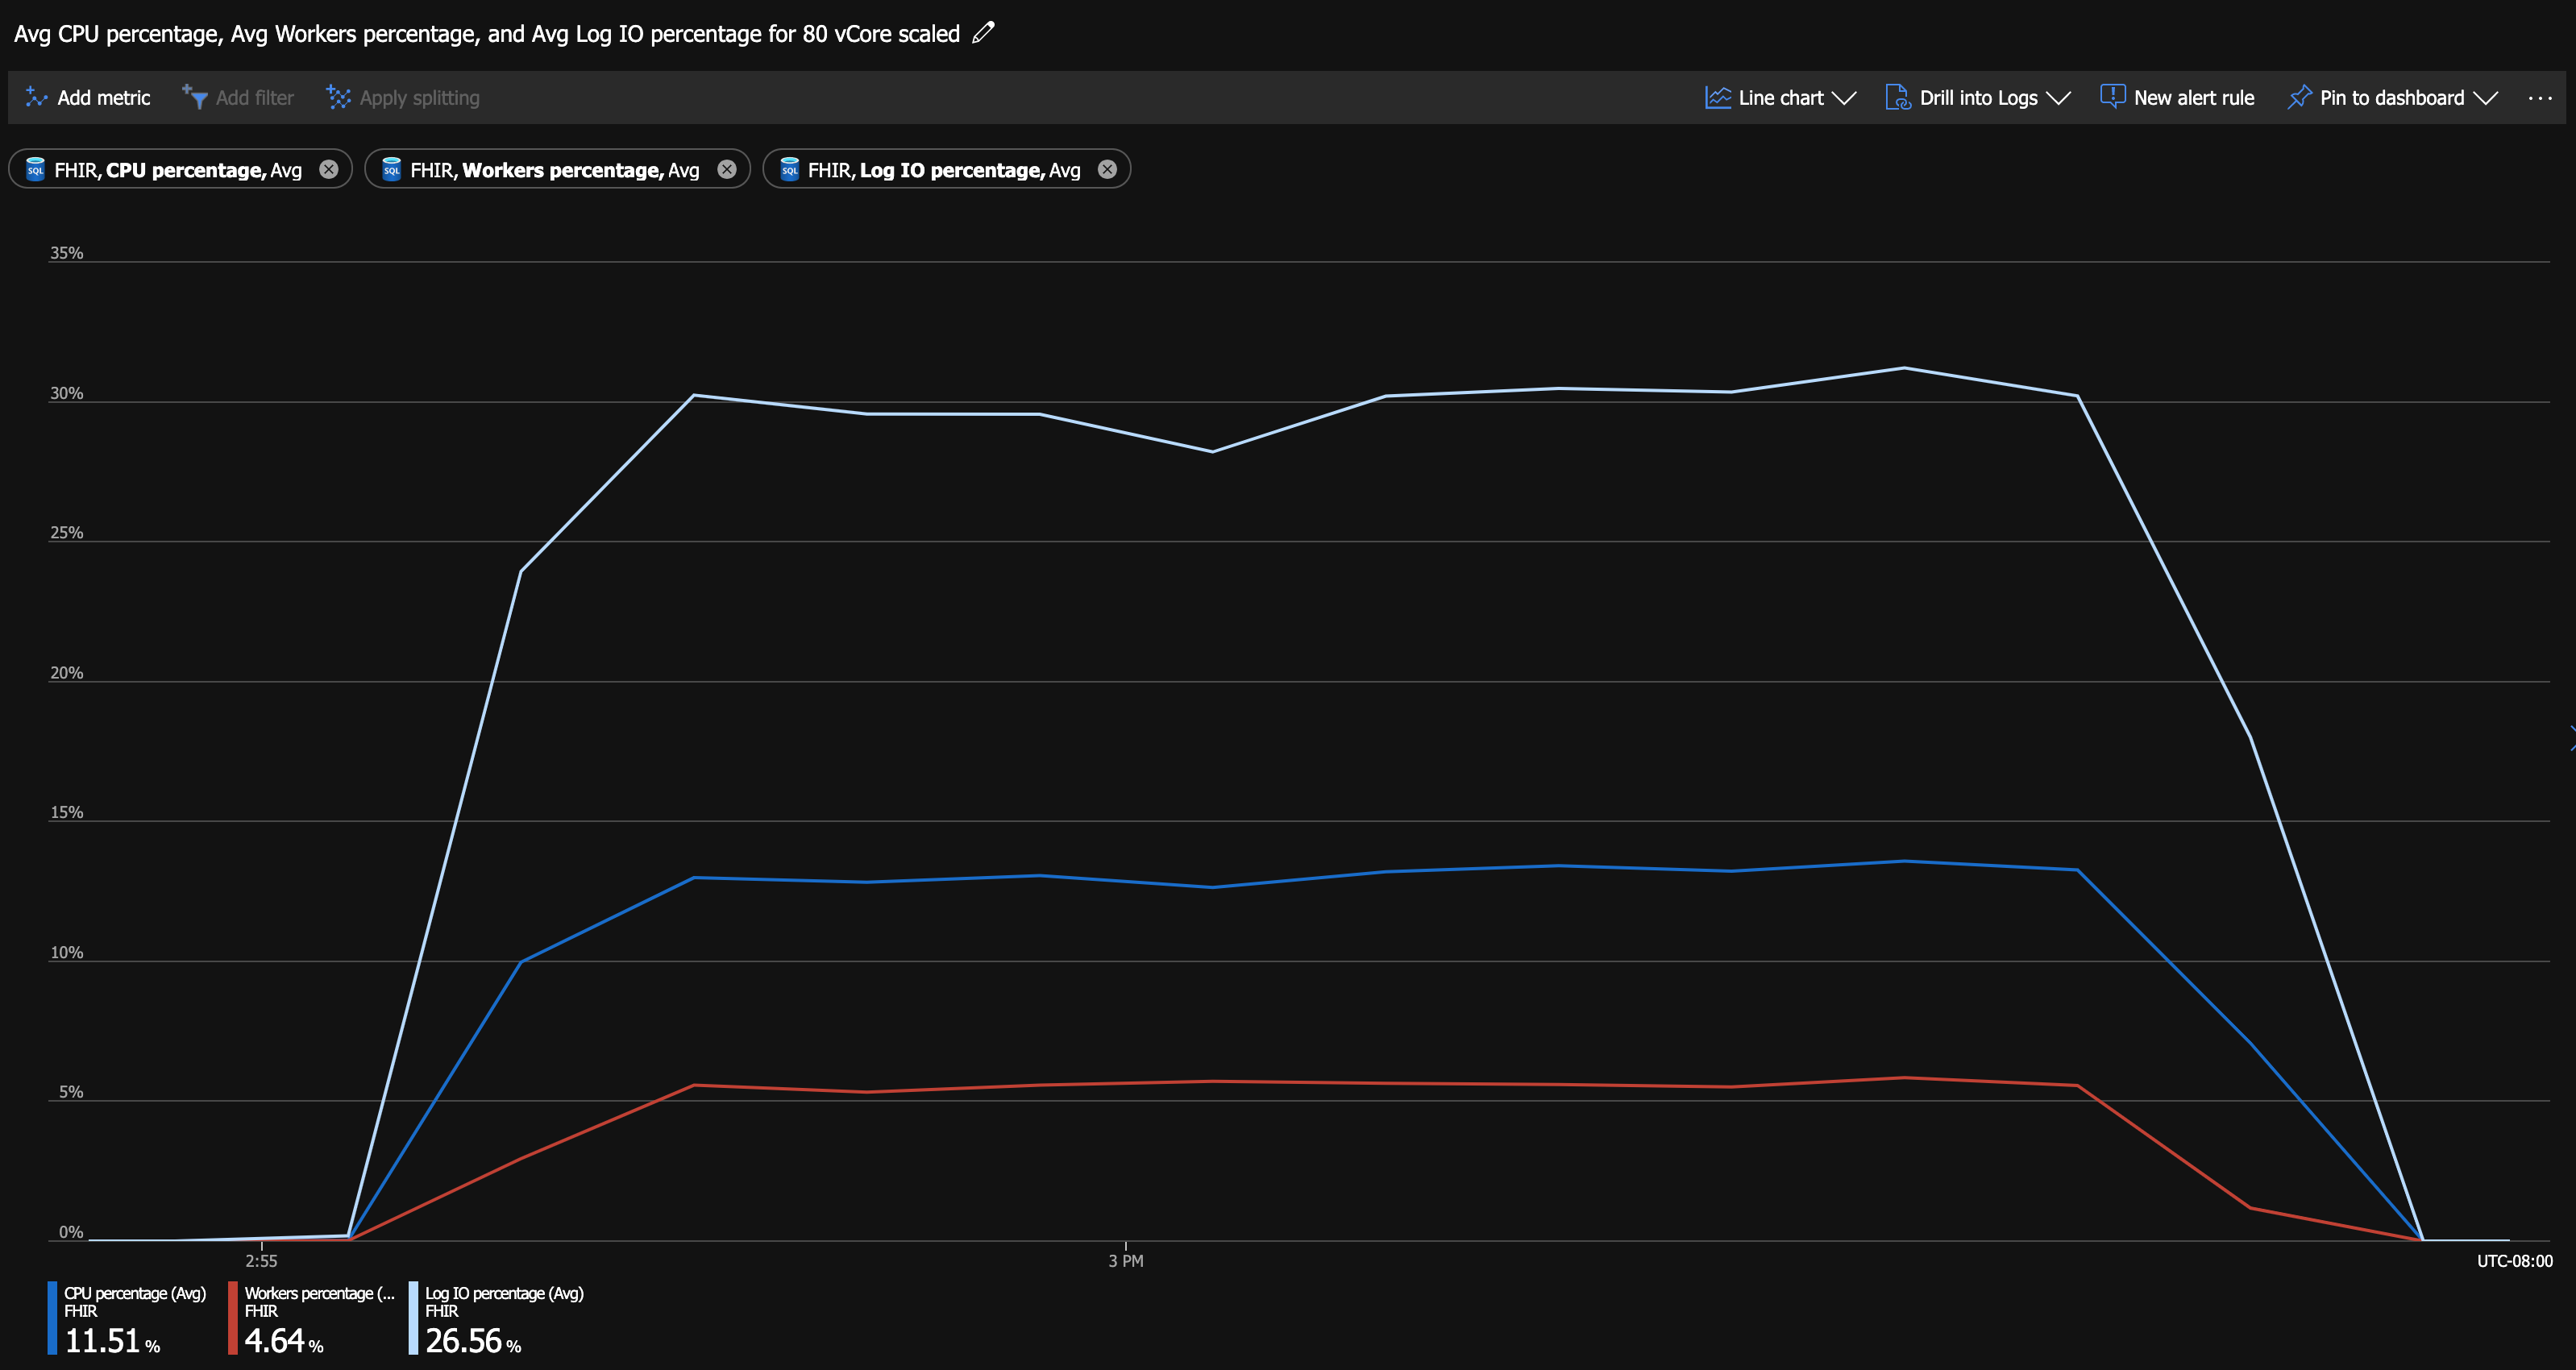 Avg CPU percentage, Avg Workers percentage, and Avg Log IO percentage for 80 vCore scaled
Add metric Add filter Apply splitting Line chart Drill into Logs New alert rule Pin to dashboard ...
SQL FHIR, CPU percentage, Avg SQL FHIR, Workers percentage, Avg SQL FHIR, Log IO percentage, Avg
35%
30%
25%
20%
15%
10%
5%
0%
2:55 3 PM UTC-08:00
CPU percentage (Avg) Workers percentage (... Log IO percentage (Avg)
FHIR FHIR FHIR
11.51 % 4.64 % 26.56 %